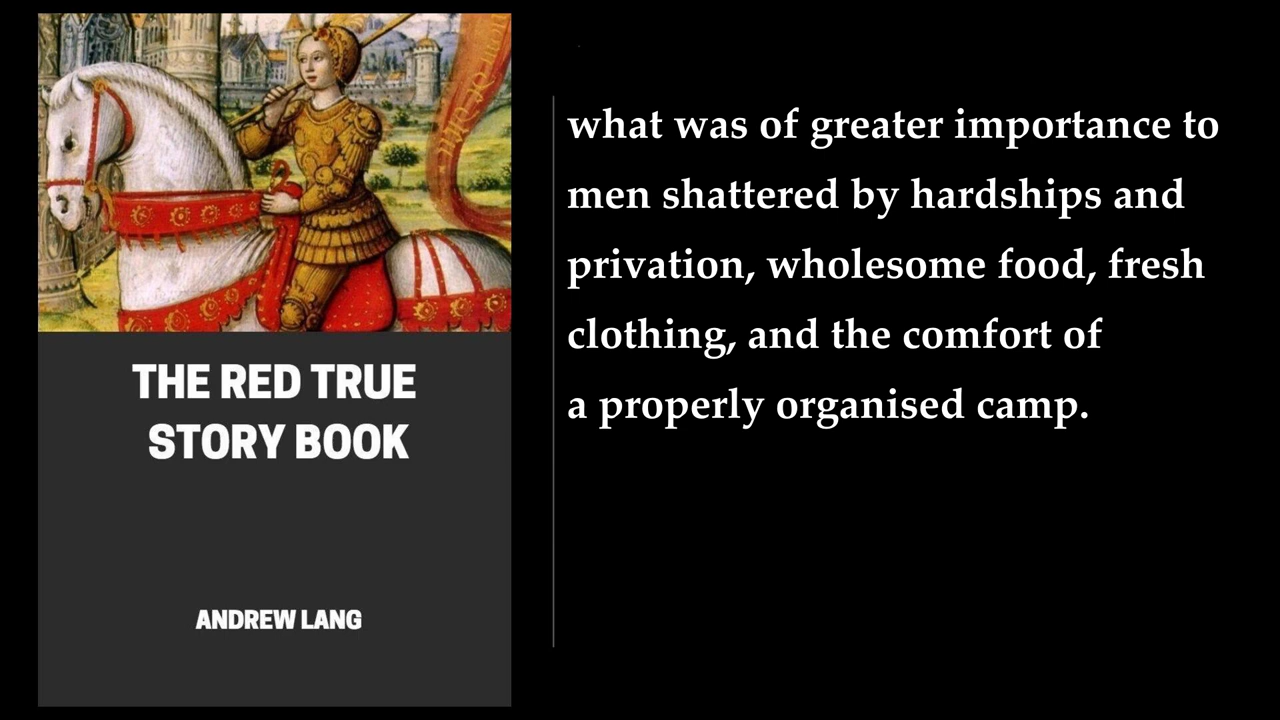 THE RED TRUE
STORY BOOK
ANDREW LANG
what was of greater importance to
men shattered by hardships and
privation, wholesome food, fresh
clothing, and the comfort of
a properly organised camp.